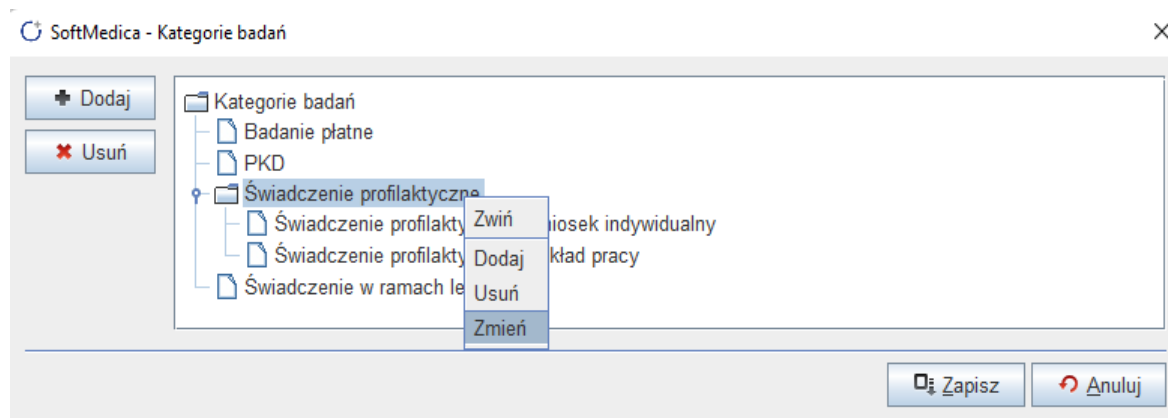 SoftMedica - Kategorie badań
Dodaj
Usuń
Kategorie badań
Badanie płatne
PKD
Świadczenie profilaktyczne
Świadczenie profilakty niosek indywidualny
Świadczenie profilakty kład pracy
Świadczenie w ramach le
Zwiń
Dodaj
Usuń
Zmień
Zapisz
Anuluj